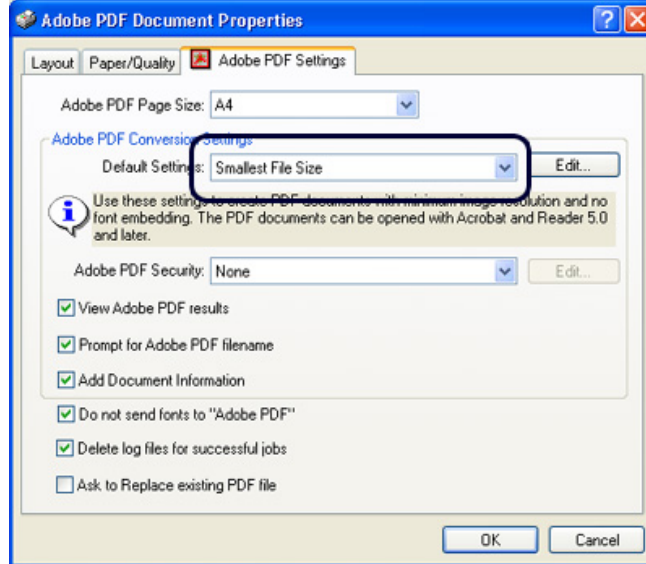 Adobe PDF Document Properties
Layout Paper/Quality Adobe PDF Settings
Adobe PDF Page Size: A4
Adobe PDF Conversion Settings
Default Settings: Smallest File Size Edit...
Use these settings to create PDF documents with minimum image resolution and no
font embedding. The PDF documents can be opened with Acrobat and Reader 5.0
and later.
Adobe PDF Security: None Edit...
View Adobe PDF results
Prompt for Adobe PDF filename
Add Document Information
Do not send fonts to "Adobe PDF"
Delete log files for successful jobs
Ask to Replace existing PDF file
OK Cancel